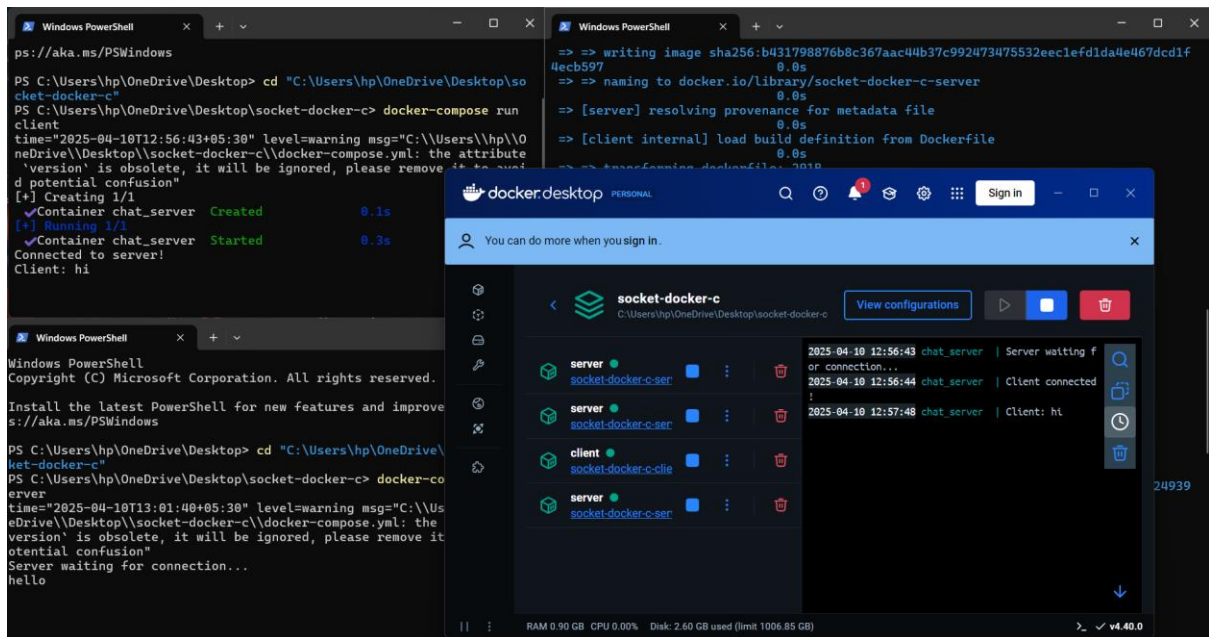 Windows PowerShell
ps://aka.ms/PSWindows
PS C:\Users\hp\OneDrive\Desktop> cd "C:\Users\hp\OneDrive\Desktop\so
cket-docker-c"
PS C:\Users\hp\OneDrive\Desktop\socket-docker-c> docker-compose run
client
time="2025-04-10T12:56:43+05:30" level=warning msg="C:\\Users\\hp\\O
neDrive\\Desktop\\socket-docker-c\\docker-compose.yml: the attribute
`version` is obsolete, it will be ignored, please remove it to avoi
d potential confusion"
[+] Creating 1/1
✔Container chat_server Created 0.1s
[+] Running 1/1
✔Container chat_server Started 0.3s
Connected to server!
Client: hi
Windows PowerShell
=> => writing image sha256:b431798876b8c367aac44b37c992473475532eec1efd1da4e467dcd1f
4ecb597 0.0s
=> => naming to docker.io/library/socket-docker-c-server
0.0s
=> [server] resolving provenance for metadata file
0.0s
=> [client internal] load build definition from Dockerfile
0.0s
=> => transferring dockerfile: 291B
24939
Windows PowerShell
Windows PowerShell
Copyright (C) Microsoft Corporation. All rights reserved.
Install the latest PowerShell for new features and improve
s://aka.ms/PSWindows
PS C:\Users\hp\OneDrive\Desktop> cd "C:\Users\hp\OneDrive\
ket-docker-c"
PS C:\Users\hp\OneDrive\Desktop\socket-docker-c> docker-co
erver
time="2025-04-10T13:01:40+05:30" level=warning msg="C:\\Us
eDrive\\Desktop\\socket-docker-c\\docker-compose.yml: the
version` is obsolete, it will be ignored, please remove it
otential confusion"
Server waiting for connection...
hello
docker.desktop PERSONAL
1
Sign in
You can do more when you sign in.
socket-docker-c
C:\Users\hp\OneDrive\Desktop\socket-docker-c
View configurations
server
socket-docker-c-ser
server
socket-docker-c-ser
client
socket-docker-c-clie
server
socket-docker-c-ser
2025-04-10 12:56:43 chat_server | Server waiting f
or connection...
2025-04-10 12:56:44 chat_server | Client connected
!
2025-04-10 12:57:48 chat_server | Client: hi
RAM 0.90 GB CPU 0.00% Disk: 2.60 GB used (limit 1006.85 GB)
v4.40.0